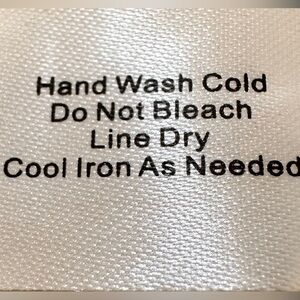 Hand Wash Cold
Do Not Bleach
Line Dry
Cool Iron As Needed